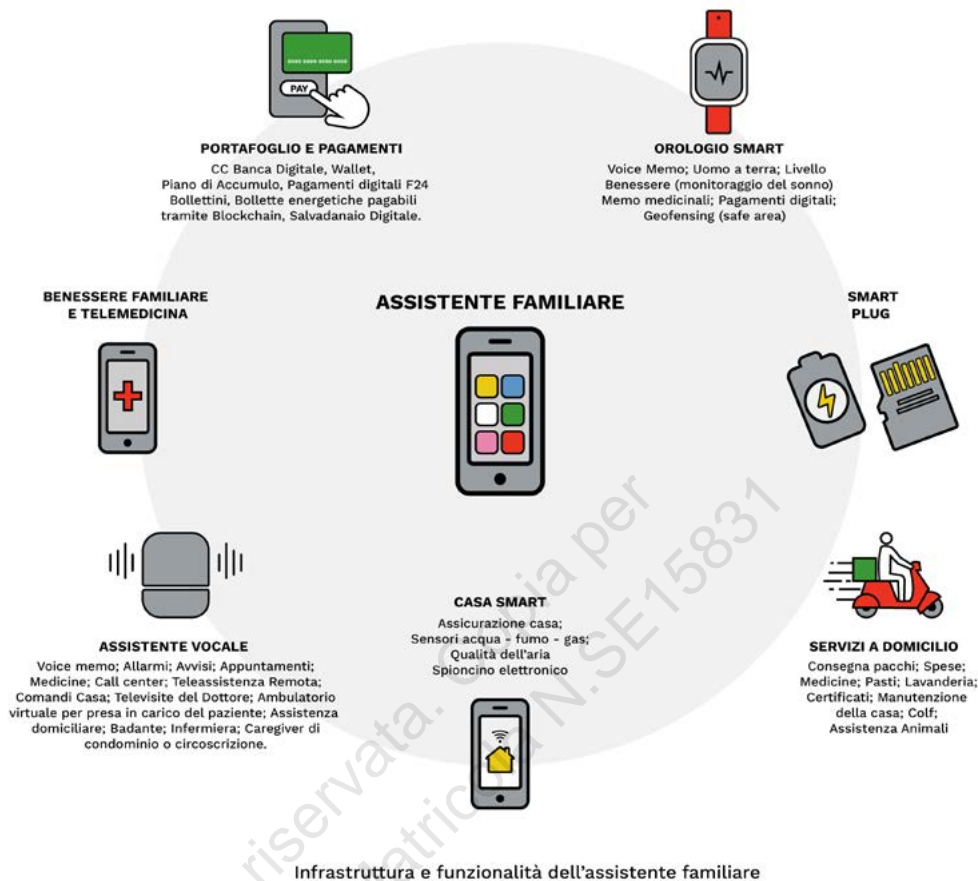 PAY
PORTAFOGLIO E PAGAMENTI
CC Banca Digitale, Wallet,
Piano di Accumulo, Pagamenti digitali F24
Bollettini, Bollette energetiche pagabili
tramite Blockchain, Salvadanaio Digitale.
OROLOGIO SMART
Voice Memo; Uomo a terra; Livello
Benessere (monitoraggio del sonno)
Memo medicinali; Pagamenti digitali;
Geofensing (safe area)
BENESSERE FAMILIARE
E TELEMEDICINA
ASSISTENTE FAMILIARE
SMART
PLUG
ASSISTENTE VOCALE
Voice memo; Allarmi; Avvisi; Appuntamenti;
Medicine; Call center; Teleassistenza Remota;
Comandi Casa; Televisite del Dottore; Ambulatorio
virtuale per presa in carico del paziente; Assistenza
domiciliare; Badante; Infermiera; Caregiver di
condominio o circoscrizione.
CASA SMART
Assicurazione casa;
Sensori acqua - fumo - gas;
Qualità dell'aria
Spioncino elettronico
SERVIZI A DOMICILIO
Consegna pacchi; Spese;
Medicine; Pasti; Lavanderia;
Certificati; Manutenzione
della casa; Colf;
Assistenza Animali
riservata. Copia per
N.SE15831
Infrastruttura e funzionalità dell'assistente familiare